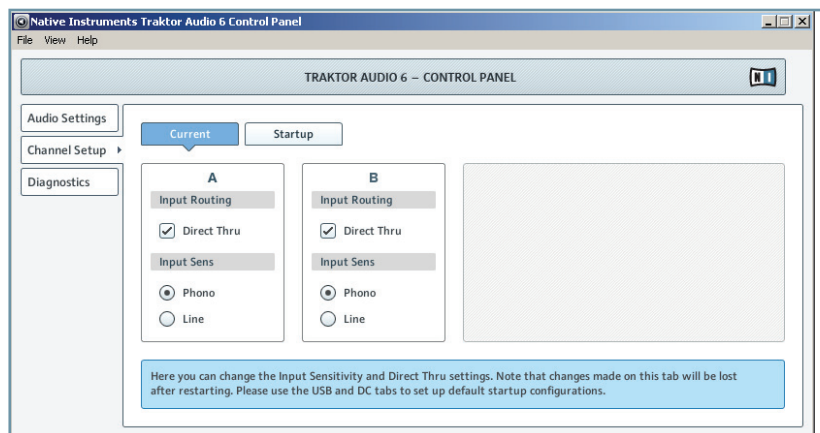 Native Instruments Traktor Audio 6 Control Panel
File View Help
TRAKTOR AUDIO 6 – CONTROL PANEL
NI
Audio Settings
Channel Setup
Diagnostics
Current Startup
A
Input Routing
Direct Thru
Input Sens
Phono
Line
B
Input Routing
Direct Thru
Input Sens
Phono
Line
Here you can change the Input Sensitivity and Direct Thru settings. Note that changes made on this tab will be lost
after restarting. Please use the USB and DC tabs to set up default startup configurations.